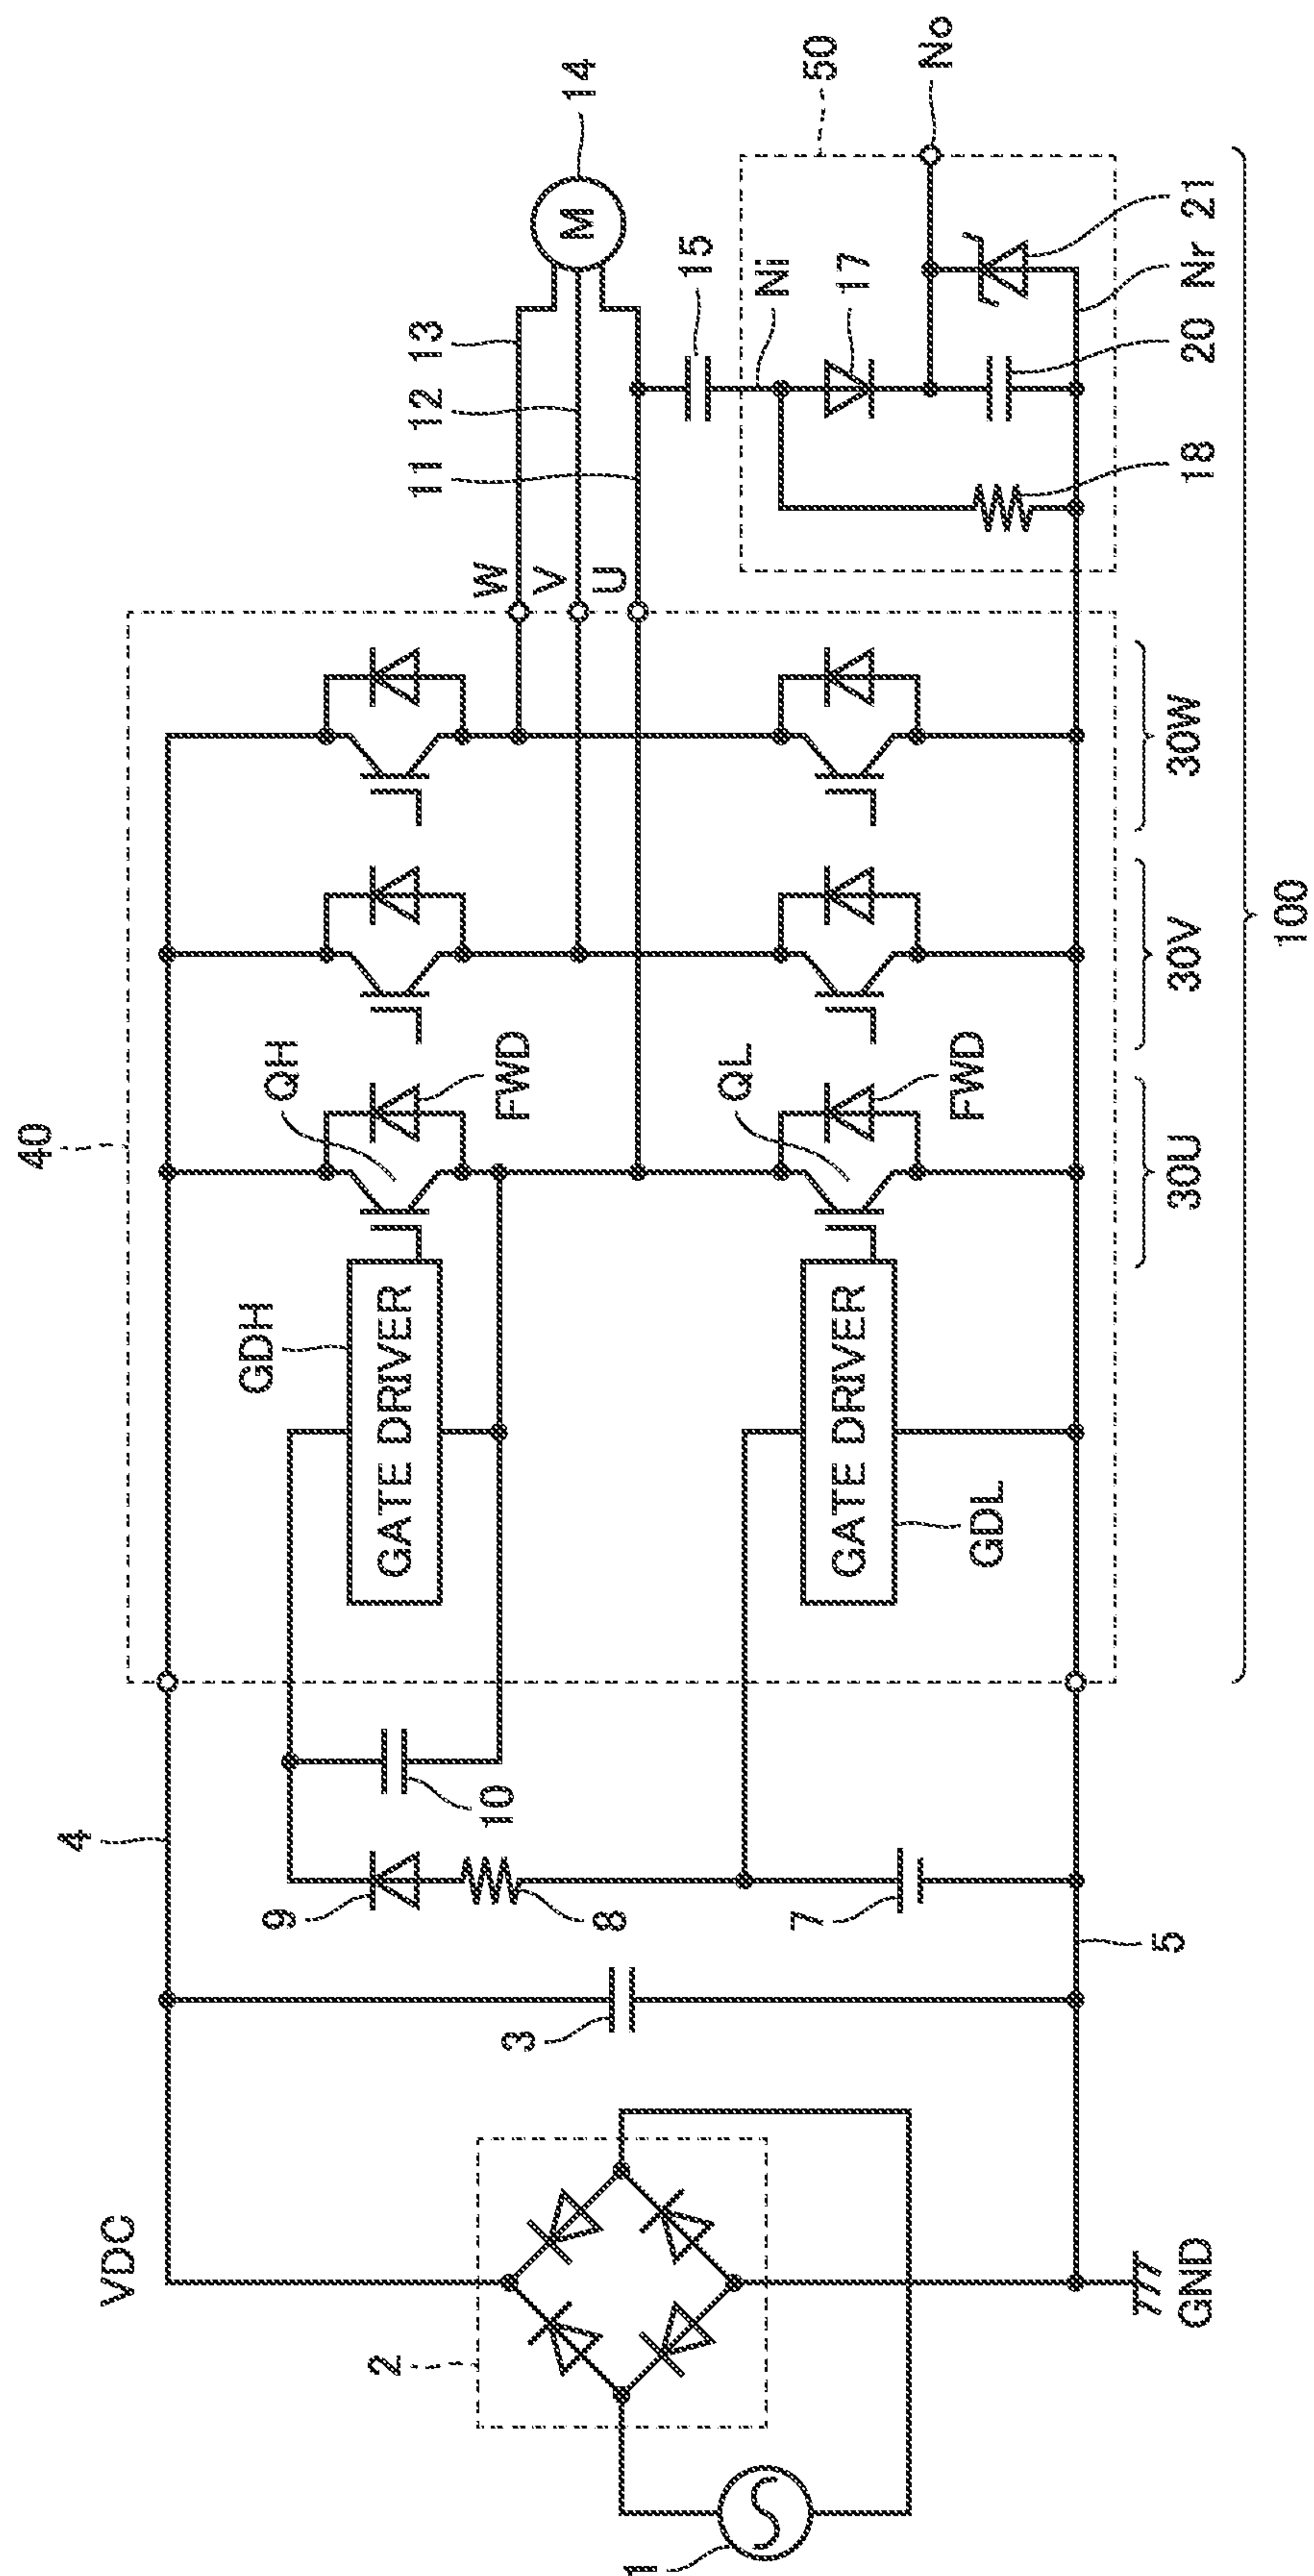 VDC
4
40
2
9
GDH
QH
GATE DRIVER
FWD
10
3
8
W
V
U
13
12
11
M
14
1
7
GATE DRIVER
GDL
QL
FWD
15
Ni
17
50
No
GND
5
30U
30V
30W
18
20
Nr
21
100